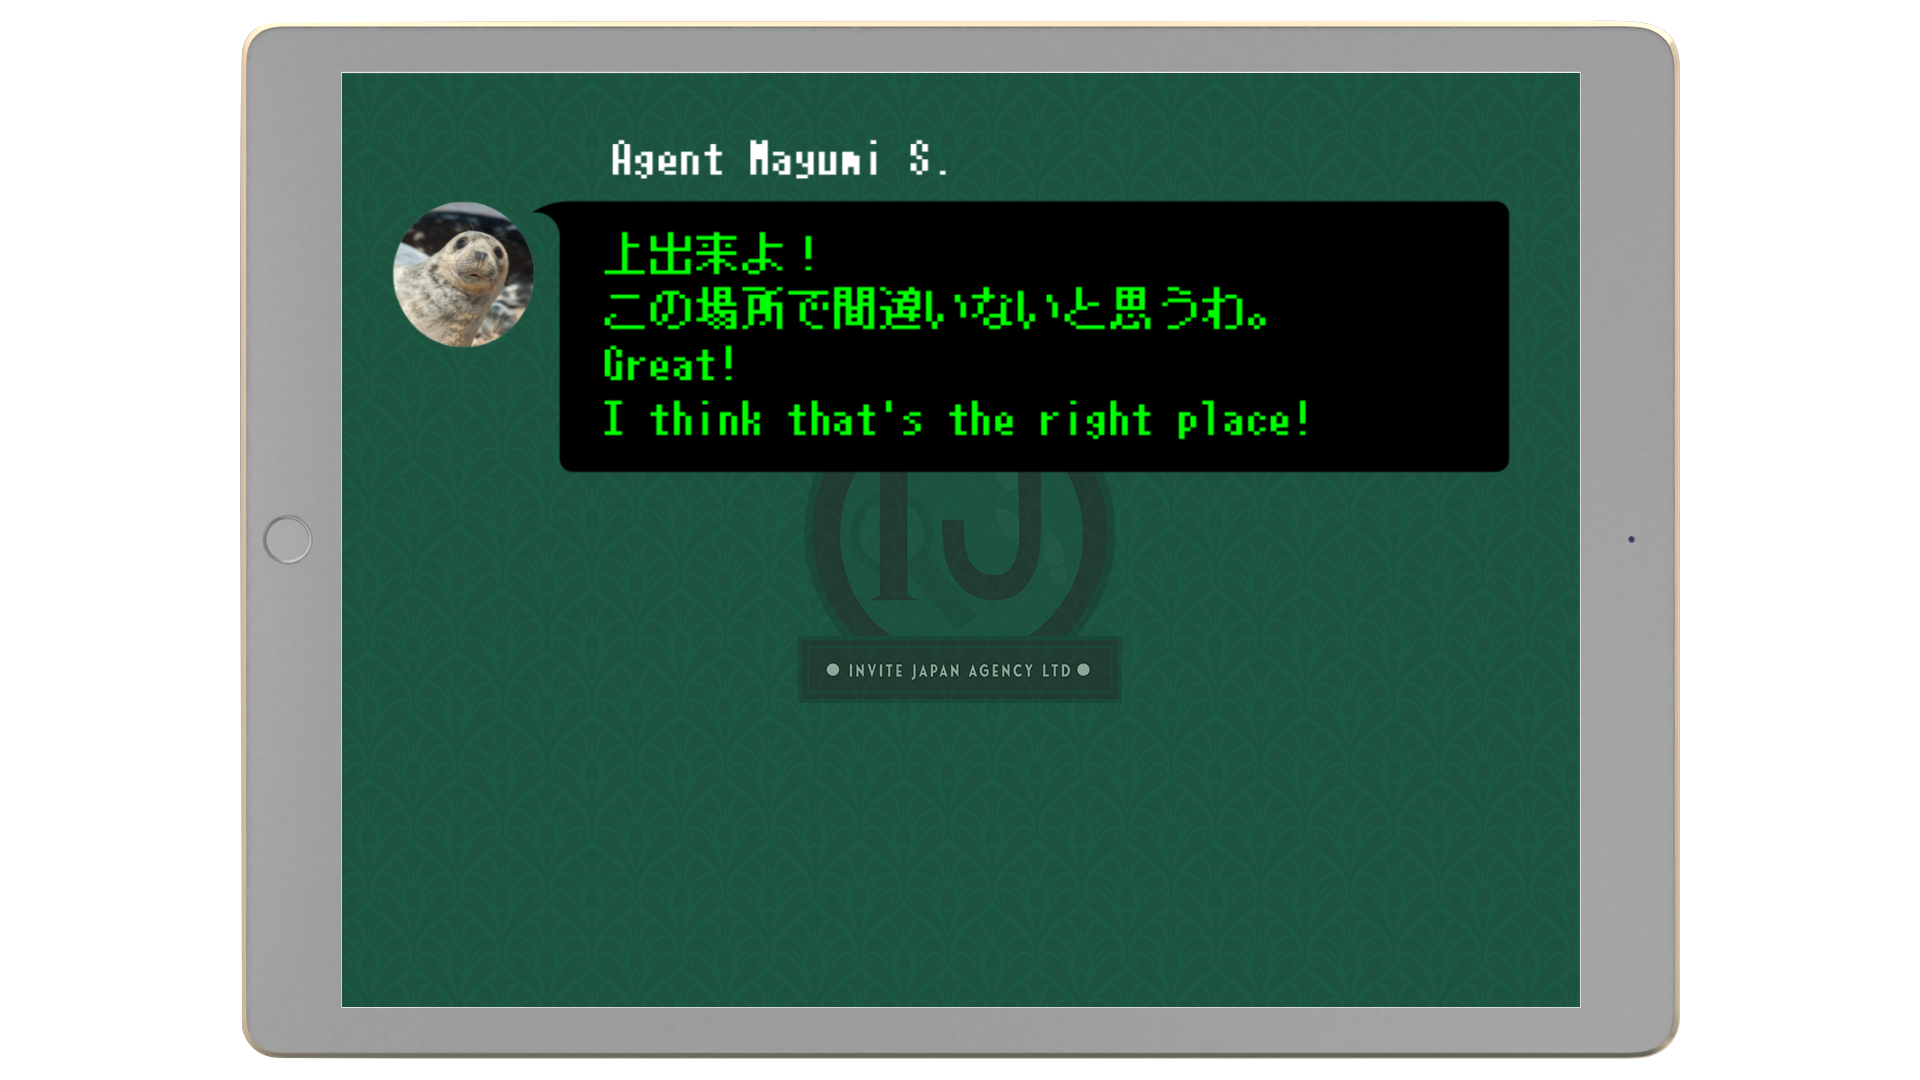 Agent Mayumi S.
上出来よ！
この場所で間違いないと思うわ。
Great!
I think that's the right place!
IJ
● INVITE JAPAN AGENCY LTD ●